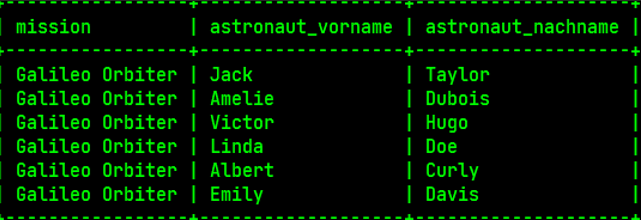 mission | astronaut_vorname | astronaut_nachname |
Galileo Orbiter | Jack | Taylor |
Galileo Orbiter | Amelie | Dubois |
Galileo Orbiter | Victor | Hugo |
Galileo Orbiter | Linda | Doe |
Galileo Orbiter | Albert | Curly |
Galileo Orbiter | Emily | Davis |